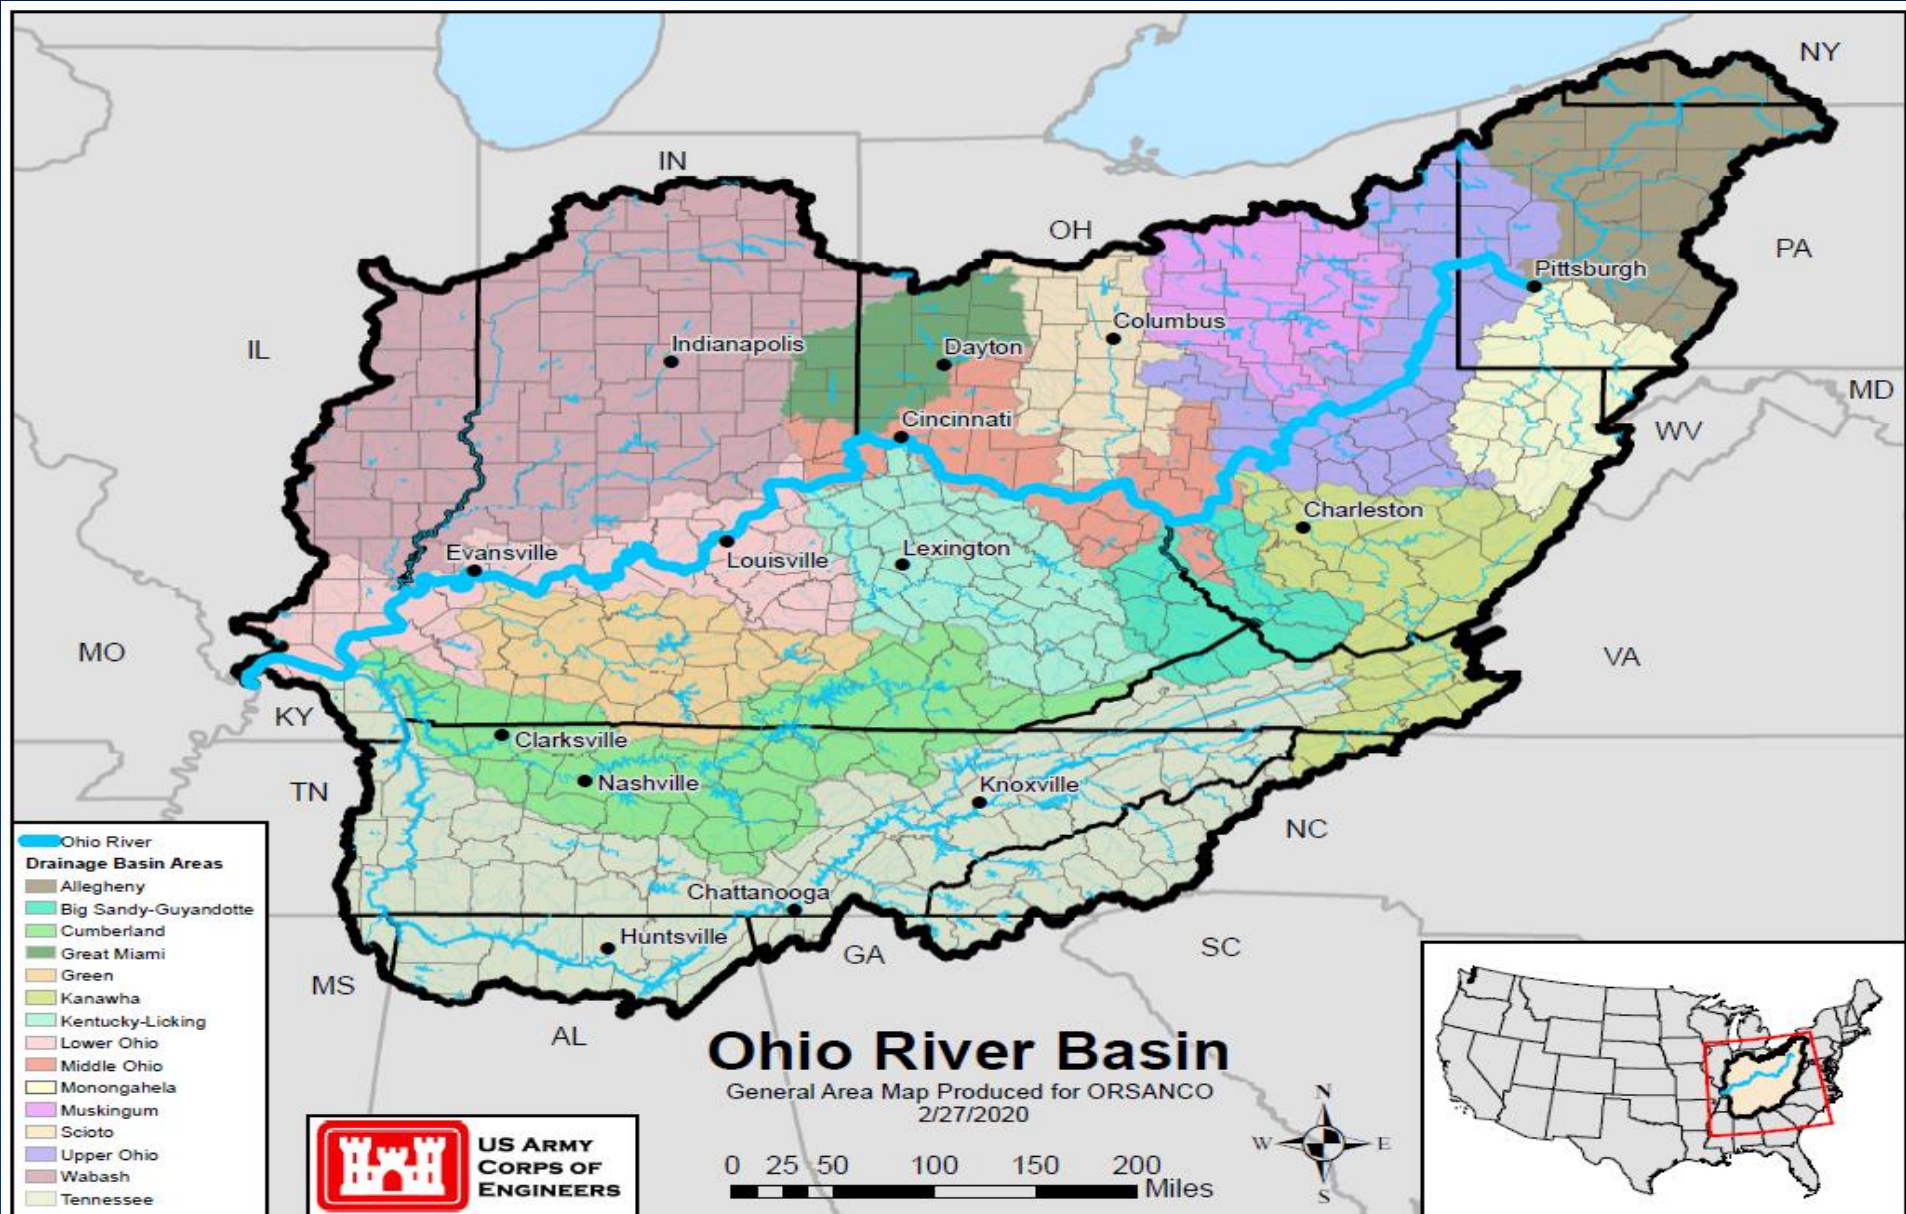 NY
IN
OH
PA
Pittsburgh
Columbus
IL
Indianapolis
Dayton
MD
Cincinnati
WV
Charleston
Evansville
Louisville
Lexington
MO
VA
KY
Clarksville
Nashville
Knoxville
TN
NC
Chattanooga
Huntsville
GA
SC
MS
AL
Ohio River
Drainage Basin Areas
Allegheny
Big Sandy-Guyandotte
Cumberland
Great Miami
Green
Kanawha
Kentucky-Licking
Lower Ohio
Middle Ohio
Monongahela
Muskingum
Scioto
Upper Ohio
Wabash
Tennessee
Ohio River Basin
General Area Map Produced for ORSANCO
2/27/2020
US ARMY
CORPS OF
ENGINEERS
0 25 50 100 150 200
Miles
N
W E
S